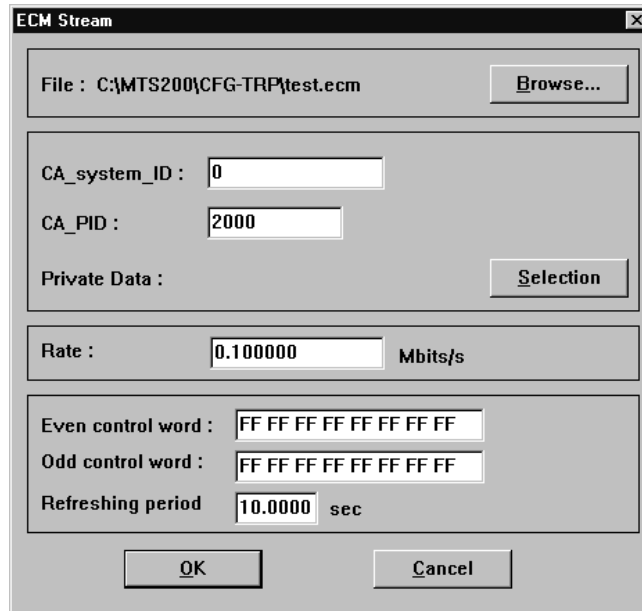 ECM Stream
File : C:\MTS200\CFG-TRP\test.ecm
Browse...
CA_system_ID : 0
CA_PID : 2000
Private Data :
Selection
Rate : 0.100000 Mbits/s
Even control word : FF FF FF FF FF FF FF FF
Odd control word : FF FF FF FF FF FF FF FF
Refreshing period 10.0000 sec
OK
Cancel